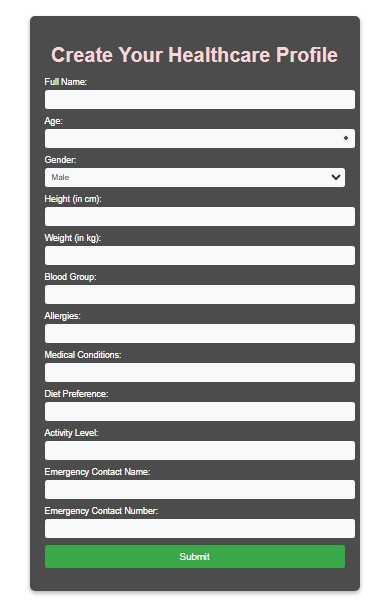 Create Your Healthcare Profile
Full Name:
Age:
Gender:
Male
Height (in cm):
Weight (in kg):
Blood Group:
Allergies:
Medical Conditions:
Diet Preference:
Activity Level:
Emergency Contact Name:
Emergency Contact Number:
Submit